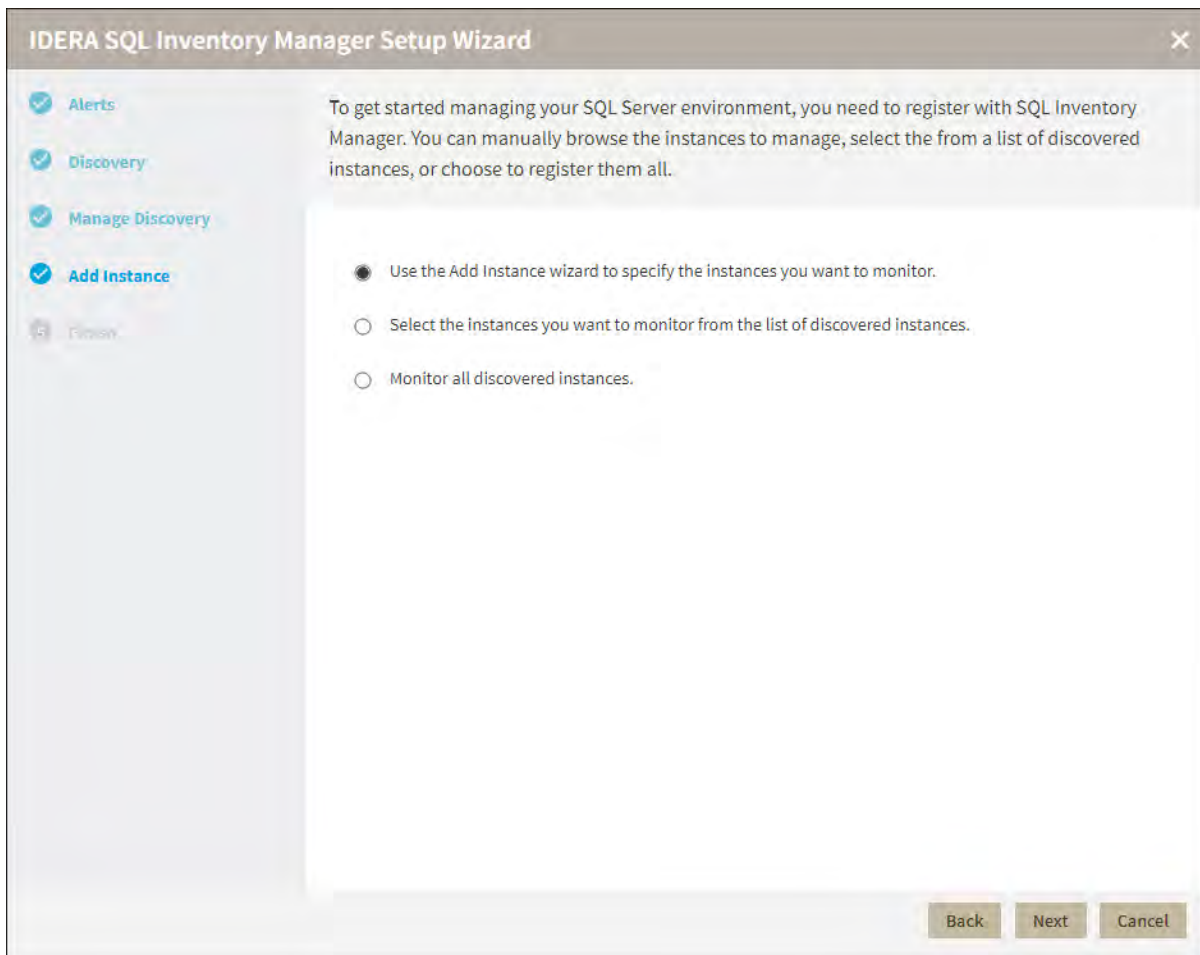 IDERA SQL Inventory Manager Setup Wizard
Alerts
Discovery
Manage Discovery
Add Instance
To get started managing your SQL Server environment, you need to register with SQL Inventory
Manager. You can manually browse the instances to manage, select the from a list of discovered
instances, or choose to register them all.
Use the Add Instance wizard to specify the instances you want to monitor.
Select the instances you want to monitor from the list of discovered instances.
Monitor all discovered instances.
Back
Next
Cancel